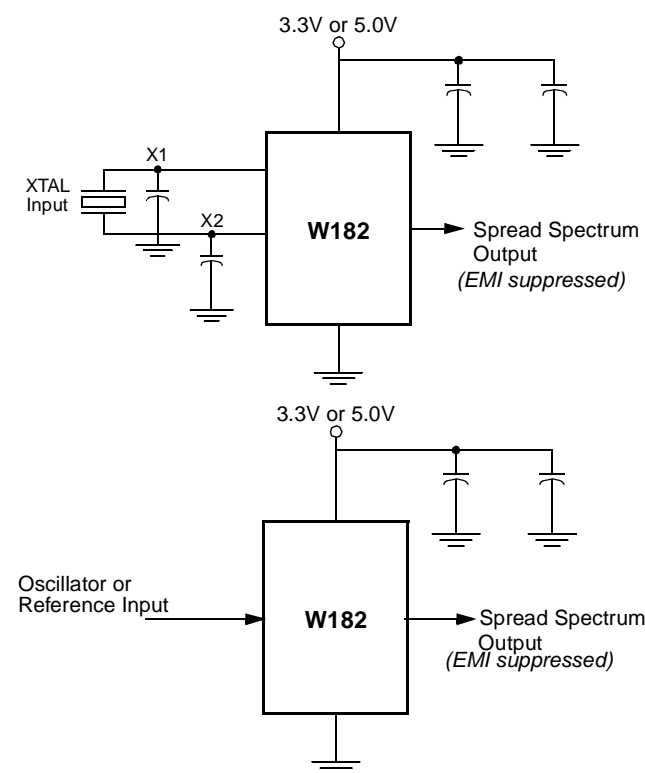 3.3V or 5.0V
X1
XTAL
Input
X2
W182
Spread Spectrum
Output
(EMI suppressed)
3.3V or 5.0V
Oscillator or
Reference Input
W182
Spread Spectrum
Output
(EMI suppressed)